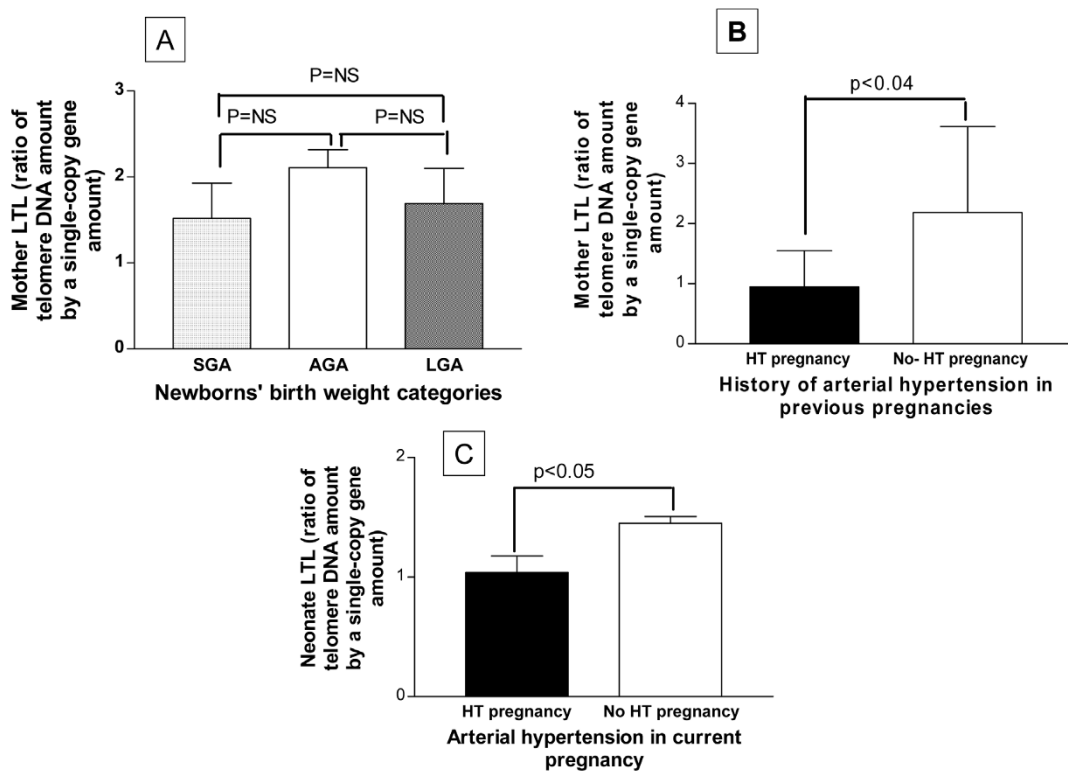 A
Mother LTL (ratio of
telomere DNA amount
by a single-copy gene
amount)
3
2
1
0
P=NS
P=NS
P=NS
SGA
AGA
LGA
Newborns' birth weight categories
B
Mother LTL (ratio of
telomere DNA amount
by a single-copy gene
amount)
4
3
2
1
0
p<0.04
HT pregnancy
No- HT pregnancy
History of arterial hypertension in
previous pregnancies
C
Neonate LTL (ratio of
telomere DNA amount
by a single-copy gene
amount)
2
1
0
p<0.05
HT pregnancy
No HT pregnancy
Arterial hypertension in current
pregnancy